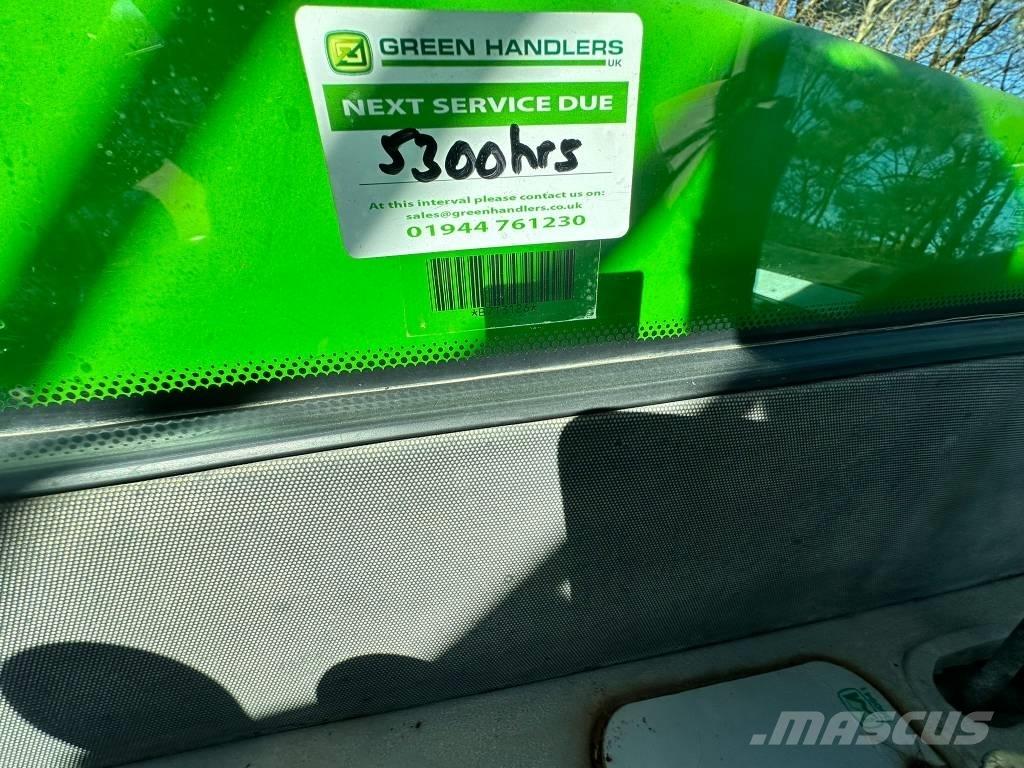 GREEN HANDLERS
UK
NEXT SERVICE DUE
5300hrs
At this interval please contact us on:
sales@greenhandlers.co.uk
01944 761230
MASCUS